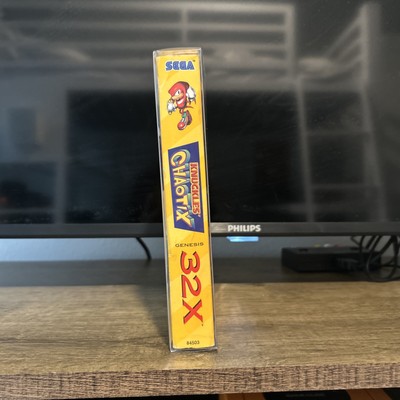 SEGA
KNUCKLES'
CHAOTIX
GENESIS
32X
84503
PHILIPS